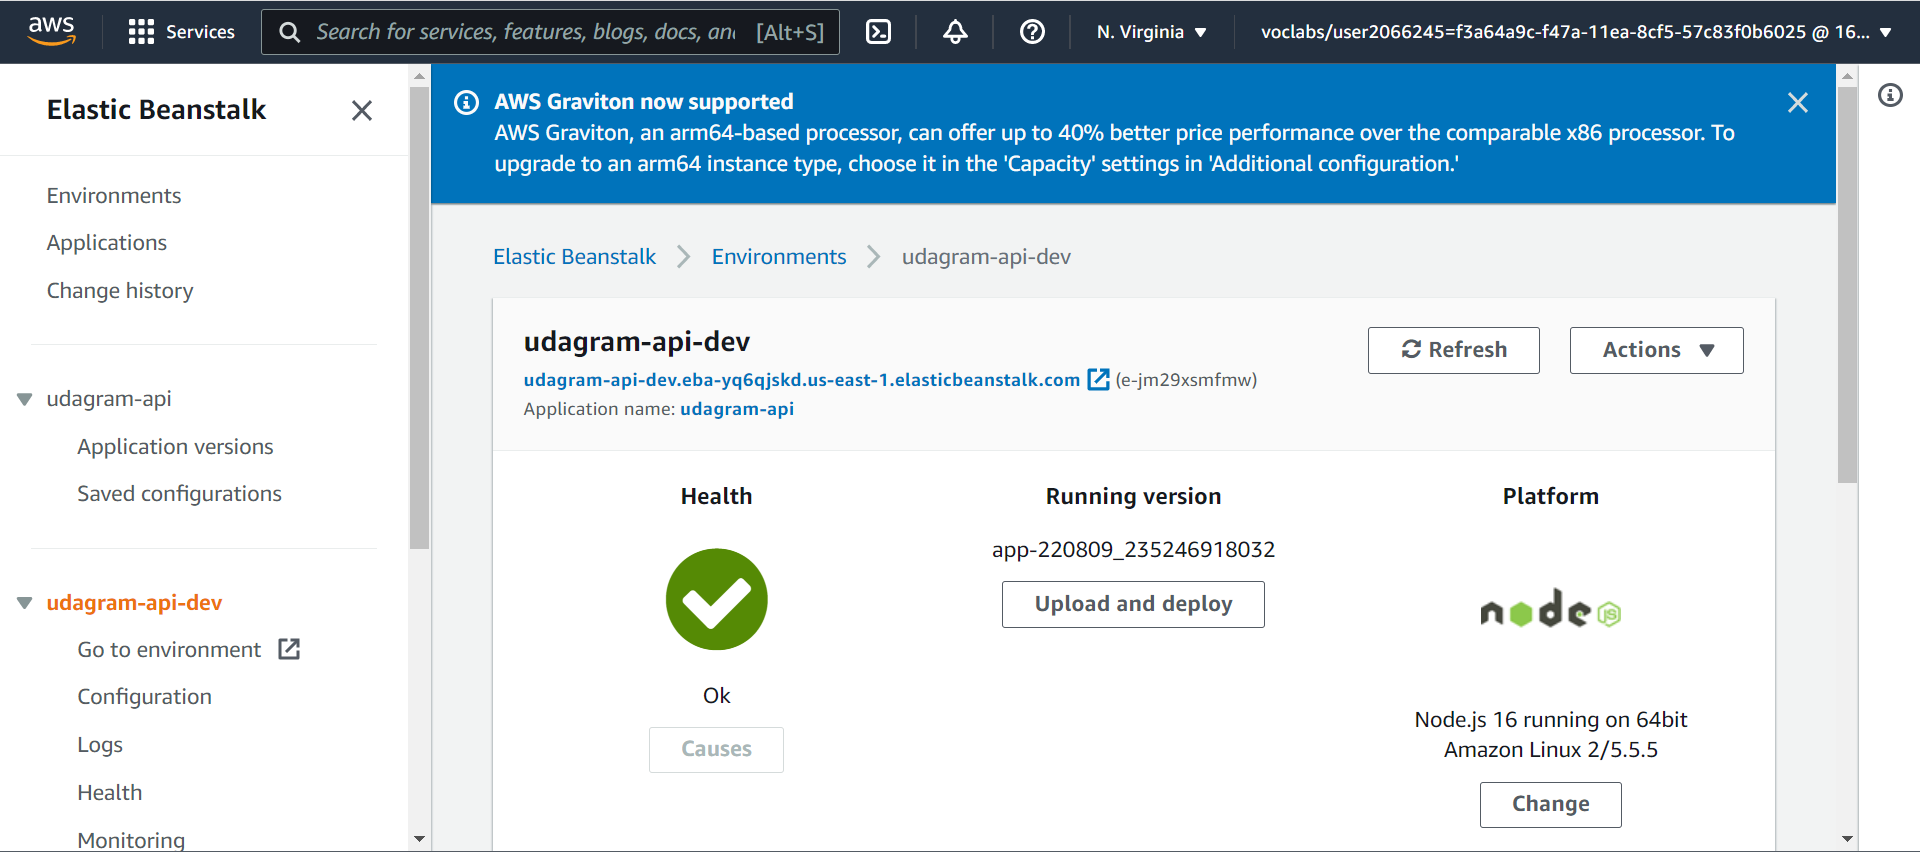 aws
Services
Search for services, features, blogs, docs, an
[Alt+S]
N. Virginia
voclabs/user2066245=f3a64a9c-f47a-11ea-8cf5-57c83f0b6025 @ 16...
Elastic Beanstalk
Environments
Applications
Change history
udagram-api
Application versions
Saved configurations
udagram-api-dev
Go to environment
Configuration
Logs
Health
Monitoring
AWS Graviton now supported
AWS Graviton, an arm64-based processor, can offer up to 40% better price performance over the comparable x86 processor. To
upgrade to an arm64 instance type, choose it in the 'Capacity' settings in 'Additional configuration.'
Elastic Beanstalk
Environments
udagram-api-dev
udagram-api-dev
udagram-api-dev.eba-yq6qjskd.us-east-1.elasticbeanstalk.com (e-jm29xsmfmw)
Application name: udagram-api
Refresh
Actions
Health
Ok
Causes
Running version
app-220809_235246918032
Upload and deploy
Platform
node JS
Node.js 16 running on 64bit
Amazon Linux 2/5.5.5
Change